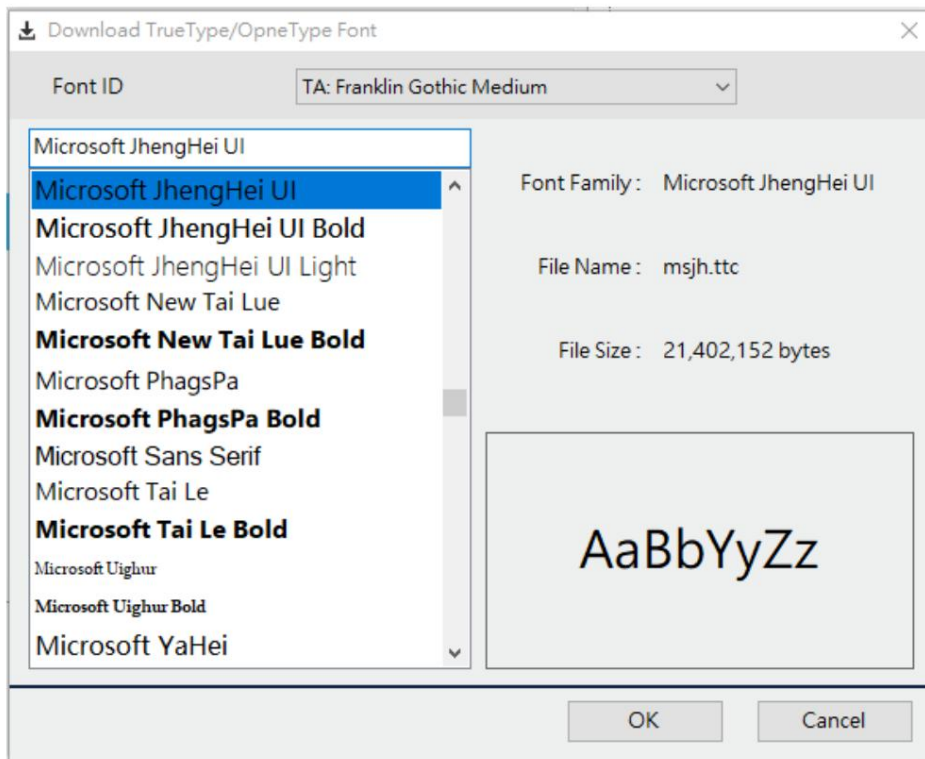 Download TrueType/OpneType Font
Font ID
TA: Franklin Gothic Medium
Microsoft JhengHei UI
Microsoft JhengHei UI
Microsoft JhengHei UI Bold
Microsoft JhengHei UI Light
Microsoft New Tai Lue
Microsoft New Tai Lue Bold
Microsoft PhagsPa
Microsoft PhagsPa Bold
Microsoft Sans Serif
Microsoft Tai Le
Microsoft Tai Le Bold
Microsoft Uighur
Microsoft Uighur Bold
Microsoft YaHei
Font Family : Microsoft JhengHei UI
File Name : msjh.ttc
File Size : 21,402,152 bytes
AaBbYyZz
OK
Cancel